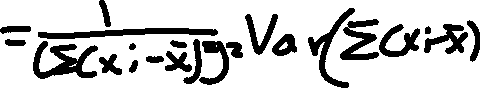 = 1/(Σ(xi-x̄)²)² Var(Σ(xi-x̄)